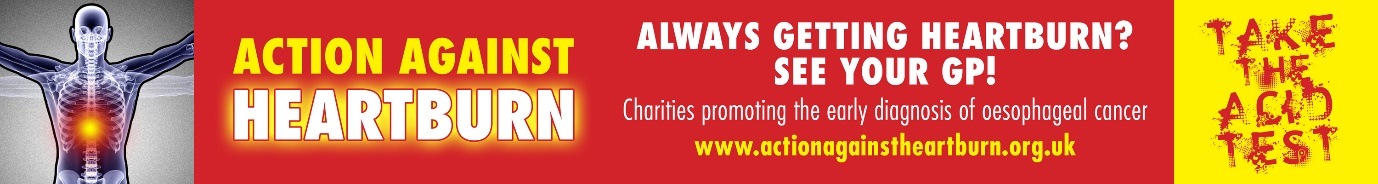 ACTION AGAINST
HEARTBURN
ALWAYS GETTING HEARTBURN?
SEE YOUR GP!
Charities promoting the early diagnosis of oesophageal cancer
www.actionagainstheartburn.org.uk
TAKE
THE
ACID
TEST